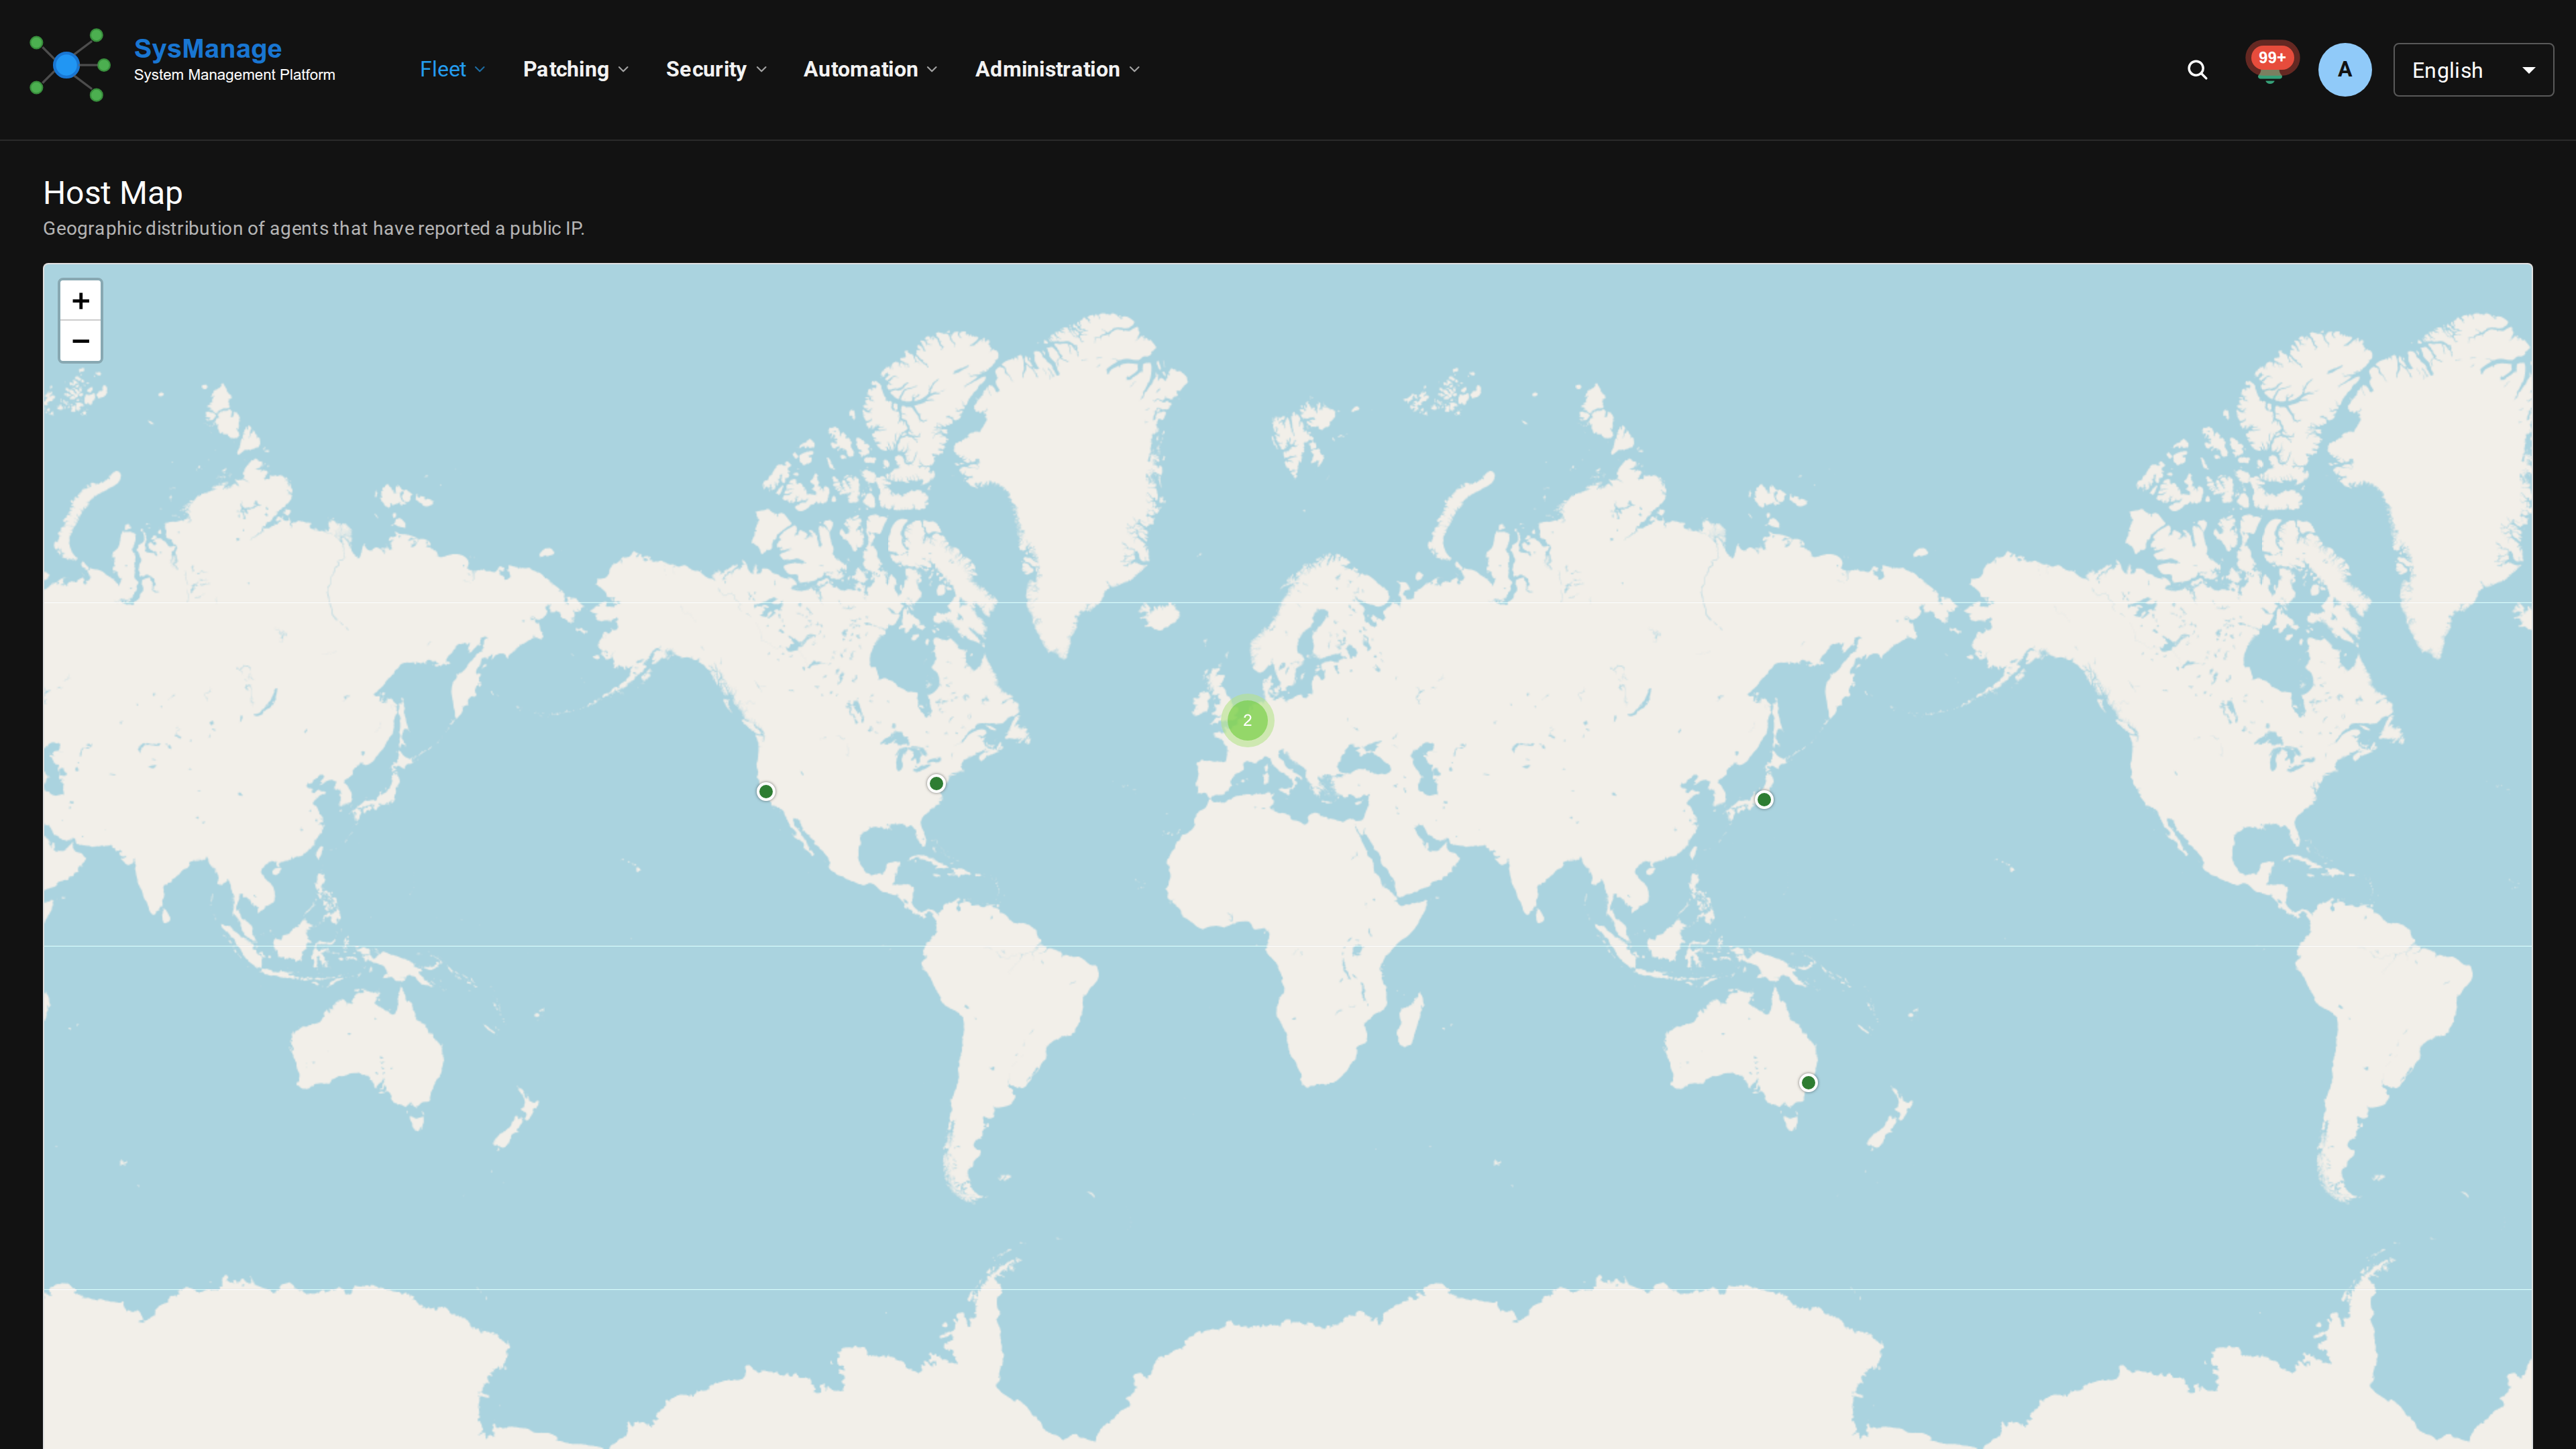 SysManage
System Management Platform
Fleet
Patching
Security
Automation
Administration
99+
A
English
Host Map
Geographic distribution of agents that have reported a public IP.
+
−
2